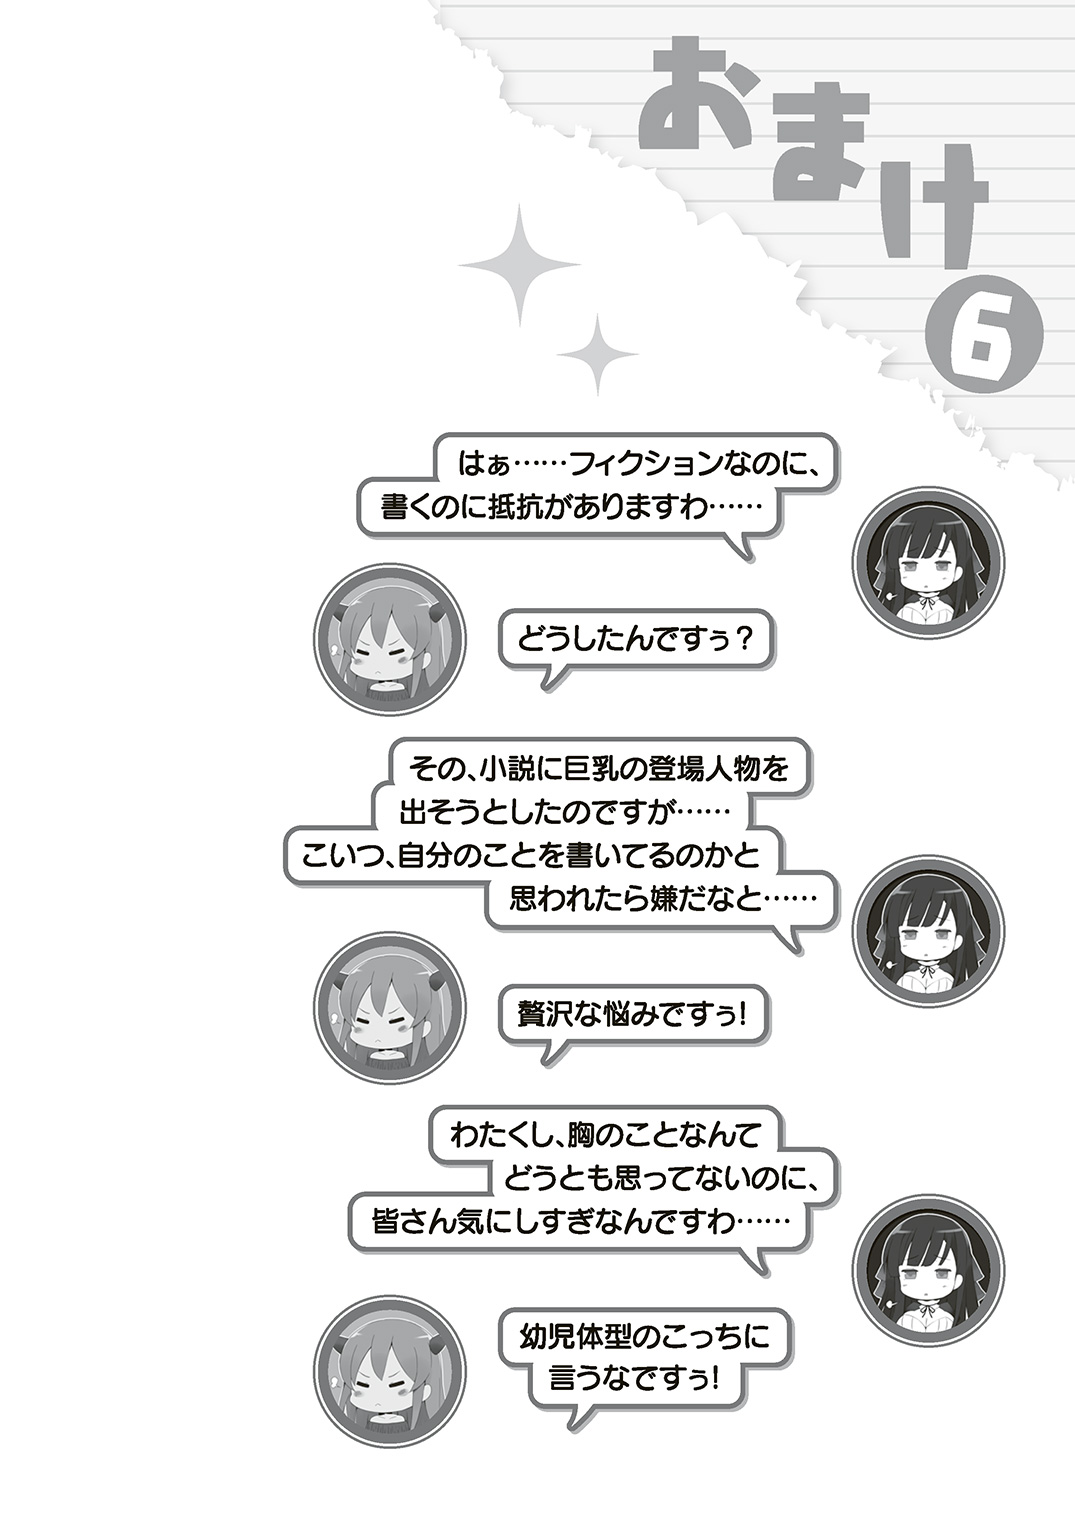 おまけ
6
はぁ……フィクションなのに、
書くのに抵抗がありますわ……
どうしたんですぅ？
その、小説に巨乳の登場人物を
出そうとしたのですが……
こいつ、自分のことを書いてるのかと
思われたら嫌だなと……
贅沢な悩みですぅ!
わたくし、胸のことなんて
どうとも思ってないのに、
皆さん気にしすぎなんですわ……
幼児体型のこっちに
言うなですぅ!